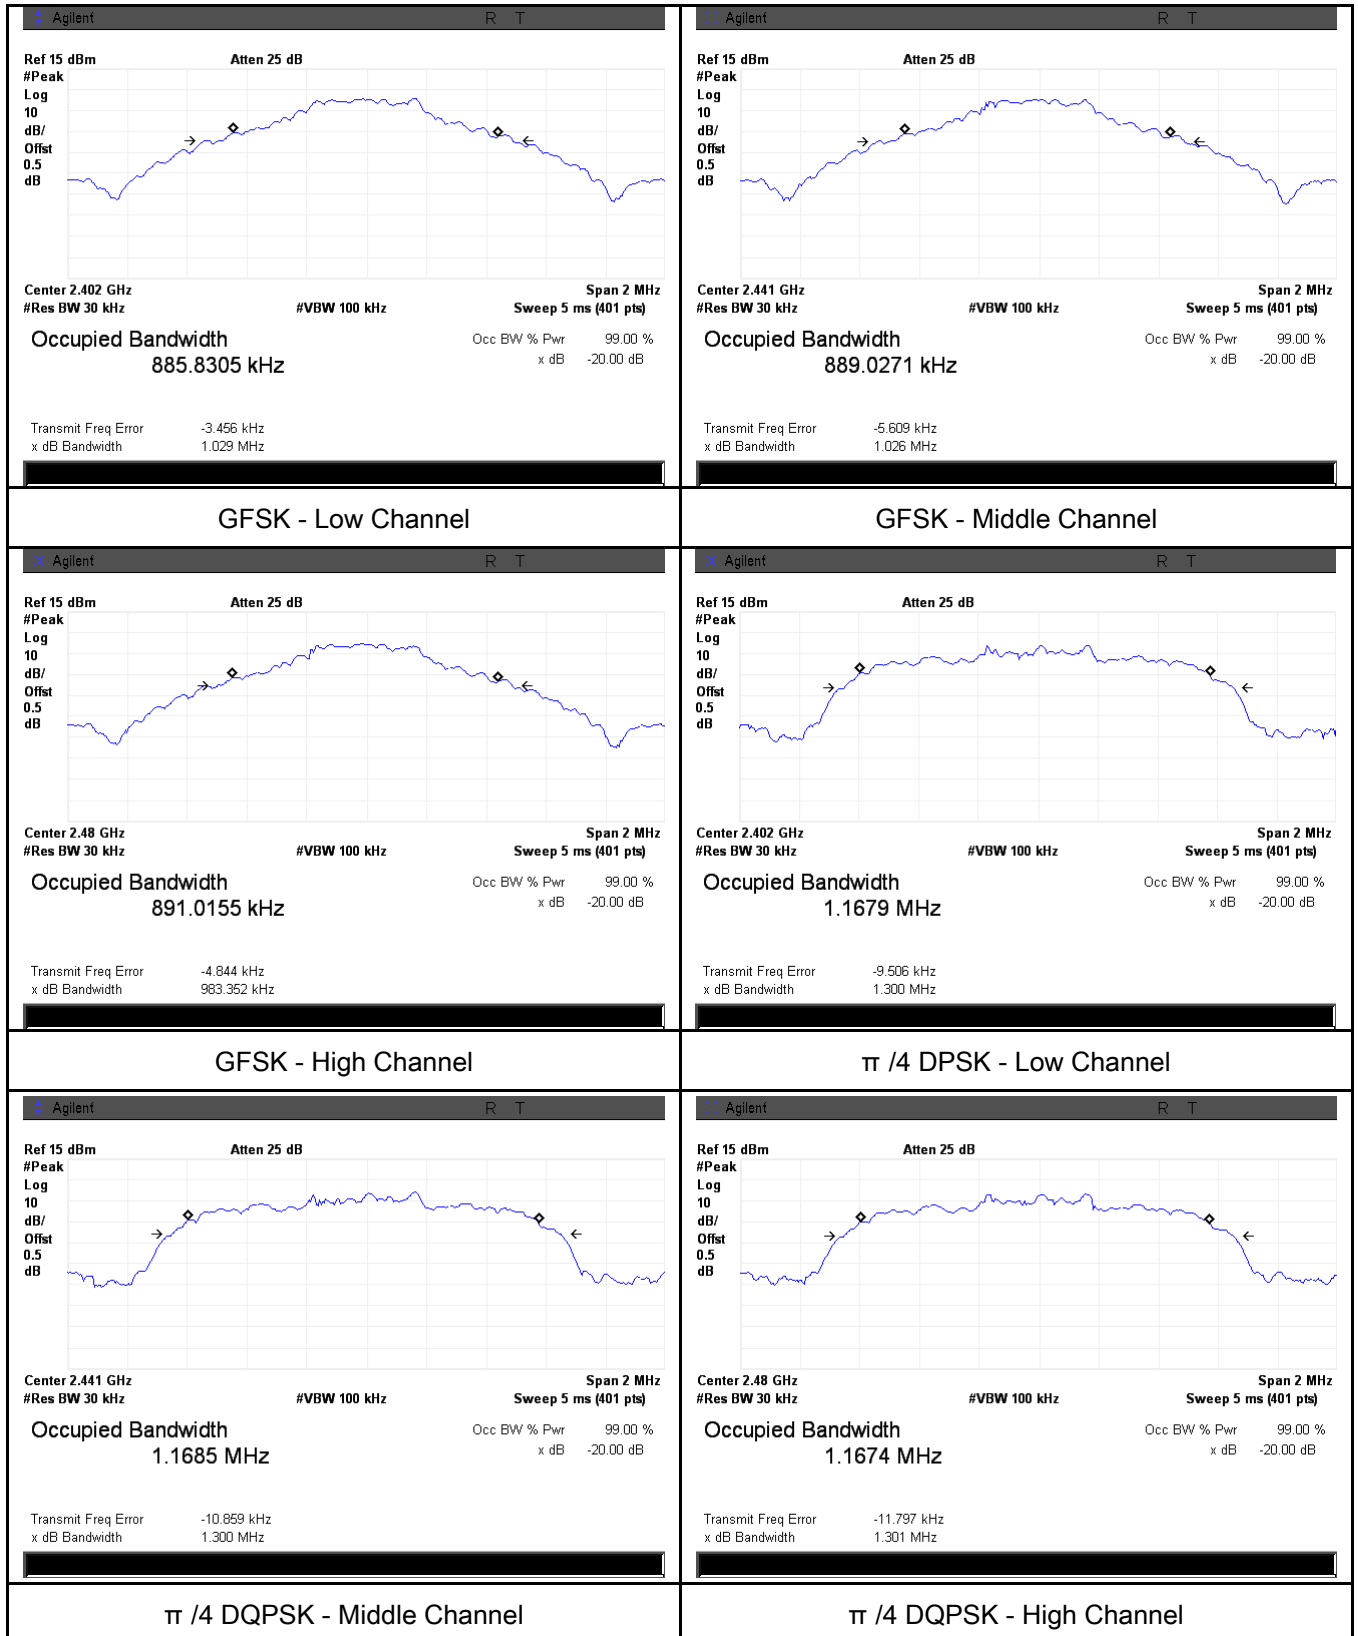 Agilent R T
Ref 15 dBm Atten 25 dB
#Peak
Log
10
dB/
Offst
0.5
dB
Center 2.402 GHz Span 2 MHz
#Res BW 30 kHz #VBW 100 kHz Sweep 5 ms (401 pts)
Occupied Bandwidth Occ BW % Pwr 99.00 %
885.8305 kHz x dB -20.00 dB
Transmit Freq Error -3.456 kHz
x dB Bandwidth 1.029 MHz
GFSK - Low Channel
Agilent R T
Ref 15 dBm Atten 25 dB
#Peak
Log
10
dB/
Offst
0.5
dB
Center 2.441 GHz Span 2 MHz
#Res BW 30 kHz #VBW 100 kHz Sweep 5 ms (401 pts)
Occupied Bandwidth Occ BW % Pwr 99.00 %
889.0271 kHz x dB -20.00 dB
Transmit Freq Error -5.609 kHz
x dB Bandwidth 1.026 MHz
GFSK - Middle Channel
Agilent R T
Ref 15 dBm Atten 25 dB
#Peak
Log
10
dB/
Offst
0.5
dB
Center 2.48 GHz Span 2 MHz
#Res BW 30 kHz #VBW 100 kHz Sweep 5 ms (401 pts)
Occupied Bandwidth Occ BW % Pwr 99.00 %
891.0155 kHz x dB -20.00 dB
Transmit Freq Error -4.844 kHz
x dB Bandwidth 983.352 kHz
GFSK - High Channel
Agilent R T
Ref 15 dBm Atten 25 dB
#Peak
Log
10
dB/
Offst
0.5
dB
Center 2.402 GHz Span 2 MHz
#Res BW 30 kHz #VBW 100 kHz Sweep 5 ms (401 pts)
Occupied Bandwidth Occ BW % Pwr 99.00 %
1.1679 MHz x dB -20.00 dB
Transmit Freq Error -9.506 kHz
x dB Bandwidth 1.300 MHz
π /4 DPSK - Low Channel
Agilent R T
Ref 15 dBm Atten 25 dB
#Peak
Log
10
dB/
Offst
0.5
dB
Center 2.441 GHz Span 2 MHz
#Res BW 30 kHz #VBW 100 kHz Sweep 5 ms (401 pts)
Occupied Bandwidth Occ BW % Pwr 99.00 %
1.1685 MHz x dB -20.00 dB
Transmit Freq Error -10.859 kHz
x dB Bandwidth 1.300 MHz
π /4 DQPSK - Middle Channel
Agilent R T
Ref 15 dBm Atten 25 dB
#Peak
Log
10
dB/
Offst
0.5
dB
Center 2.48 GHz Span 2 MHz
#Res BW 30 kHz #VBW 100 kHz Sweep 5 ms (401 pts)
Occupied Bandwidth Occ BW % Pwr 99.00 %
1.1674 MHz x dB -20.00 dB
Transmit Freq Error -11.797 kHz
x dB Bandwidth 1.301 MHz
π /4 DQPSK - High Channel